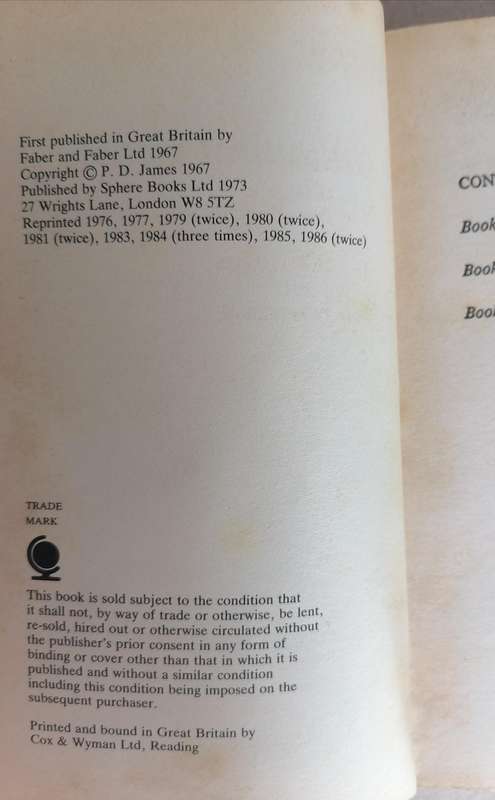 First published in Great Britain by
Faber and Faber Ltd 1967
Copyright © P. D. James 1967
Published by Sphere Books Ltd 1973
27 Wrights Lane, London W8 5TZ
Reprinted 1976, 1977, 1979 (twice), 1980 (twice),
1981 (twice), 1983, 1984 (three times), 1985, 1986 (twice)
TRADE
MARK
This book is sold subject to the condition that
it shall not, by way of trade or otherwise, be lent,
re-sold, hired out or otherwise circulated without
the publisher's prior consent in any form of
binding or cover other than that in which it is
published and without a similar condition
including this condition being imposed on the
subsequent purchaser.
Printed and bound in Great Britain by
Cox & Wyman Ltd, Reading
CON
Book
Book
Book